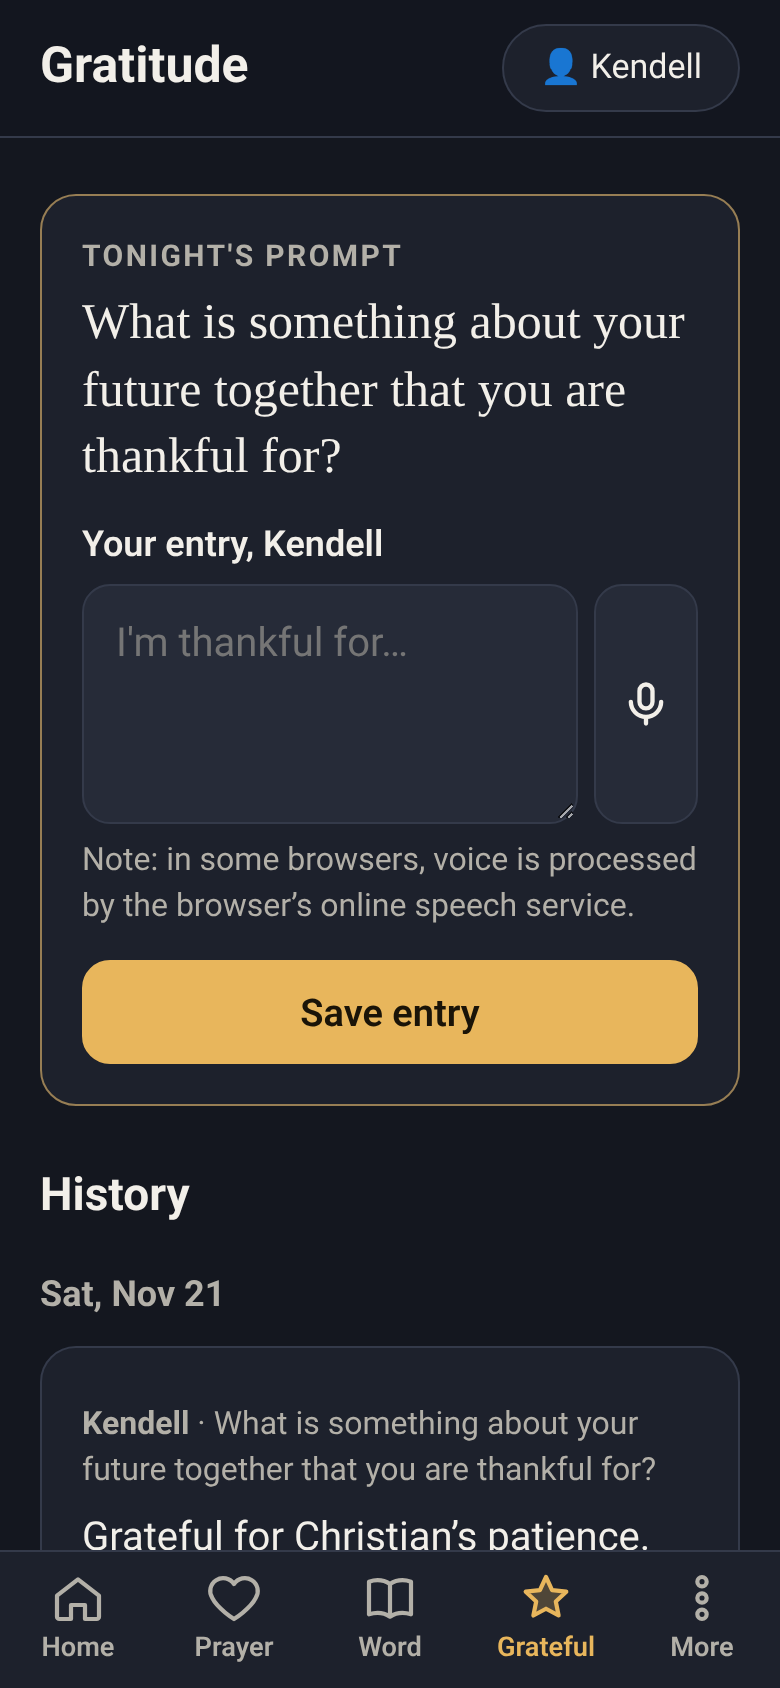 Gratitude
Kendell
TONIGHT'S PROMPT
What is something about your
future together that you are
thankful for?
Your entry, Kendell
I'm thankful for...
Note: in some browsers, voice is processed
by the browser’s online speech service.
Save entry
History
Sat, Nov 21
Kendell · What is something about your
future together that you are thankful for?
Grateful for Christian’s patience.
Home
Prayer
Word
Grateful
More